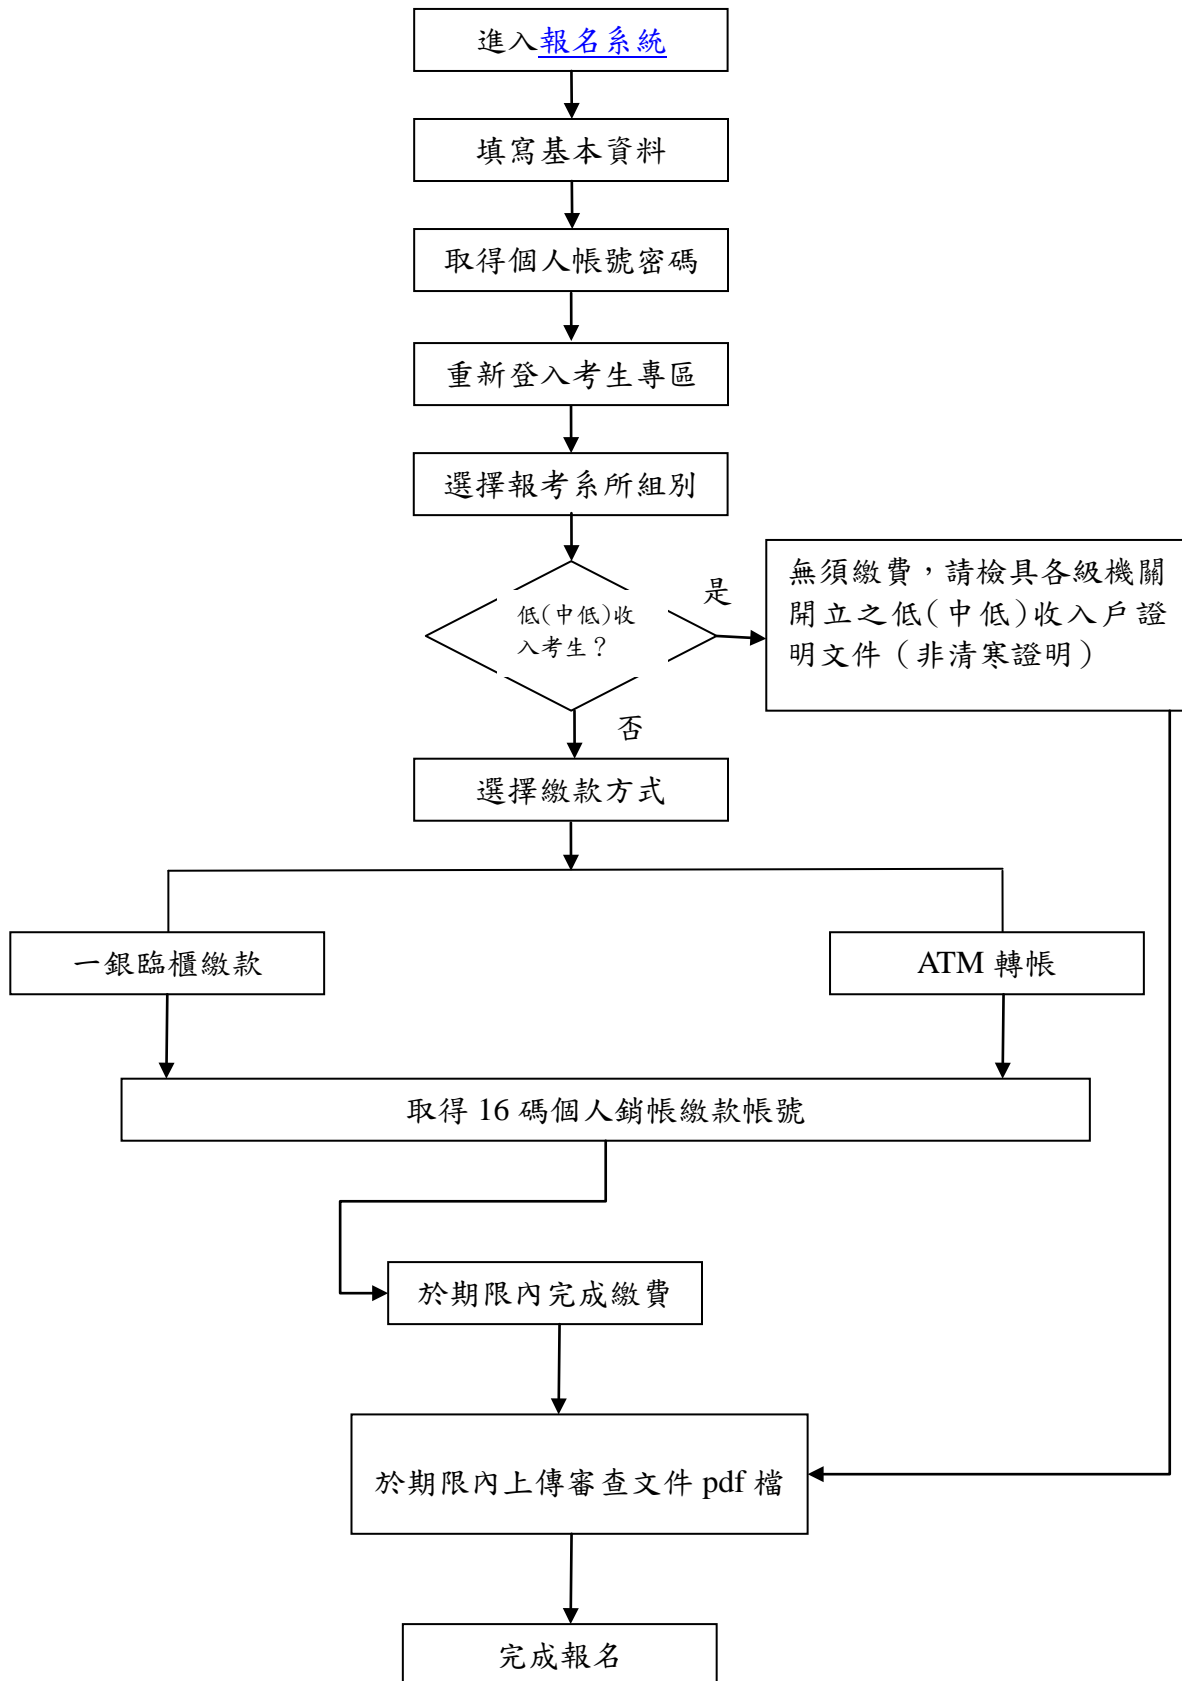 進入報名系統
填寫基本資料
取得個人帳號密碼
重新登入考生專區
選擇報考系所組別
低(中低)收
入考生？
是
無須繳費，請檢具各級機關
開立之低(中低)收入戶證
明文件（非清寒證明）
否
選擇繳款方式
一銀臨櫃繳款
ATM 轉帳
取得 16 碼個人銷帳繳款帳號
於期限內完成繳費
於期限內上傳審查文件 pdf 檔
完成報名